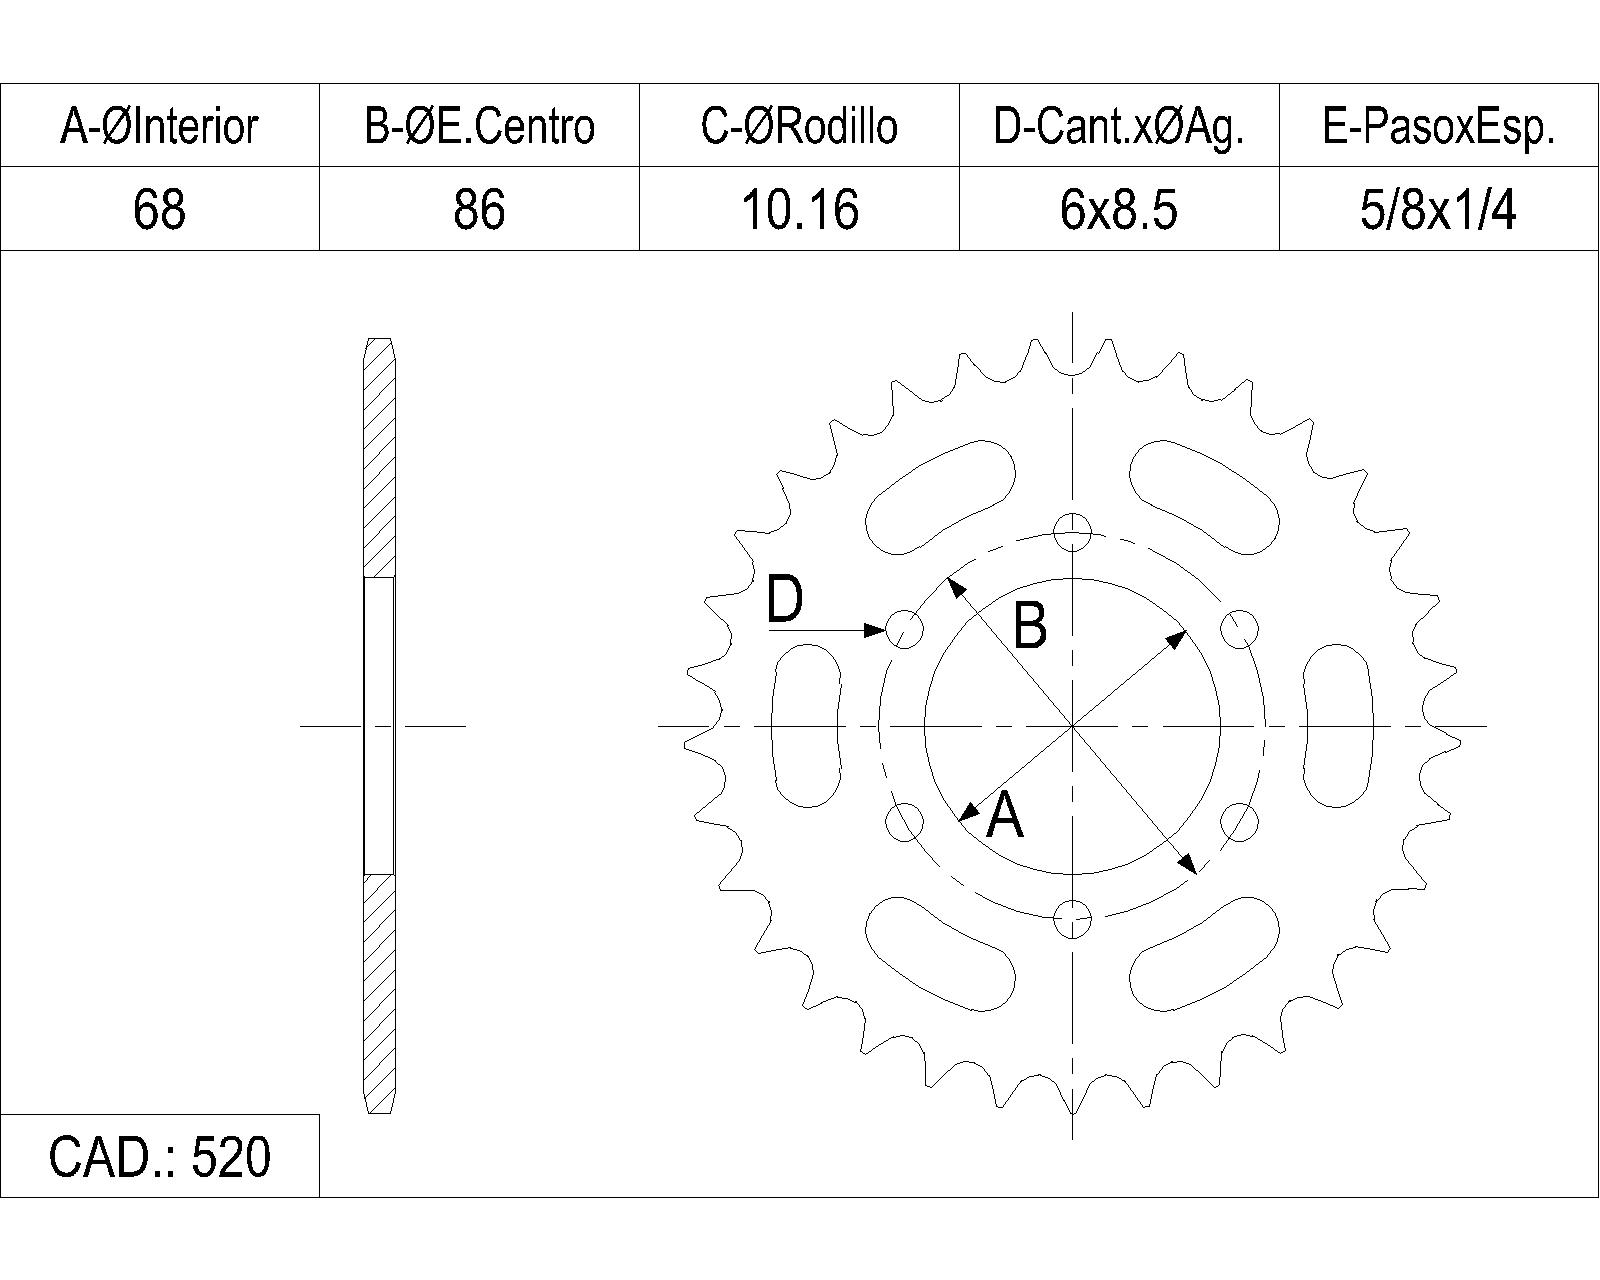 A-ØInterior B-ØE.Centro C-ØRodillo D-Cant.xØAg. E-PasoxEsp.
68 86 10.16 6x8.5 5/8x1/4
D
B
A
CAD.: 520